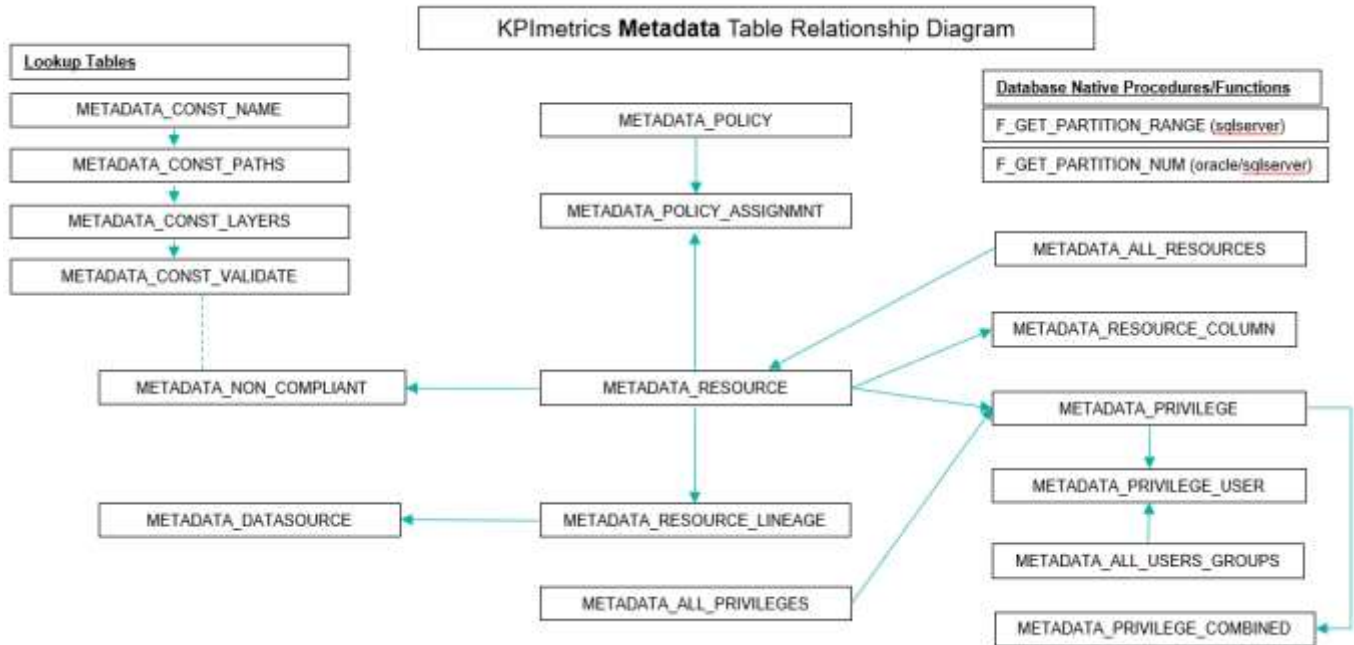 KPImetrics Metadata Table Relationship Diagram
Lookup Tables
METADATA_CONST_NAME
METADATA_CONST_PATHS
METADATA_CONST_LAYERS
METADATA_CONST_VALIDATE
METADATA_POLICY
METADATA_POLICY_ASSIGNMNT
Database Native Procedures/Functions
F_GET_PARTITION_RANGE (sqlserver)
F_GET_PARTITION_NUM (oracle/sqlserver)
METADATA_ALL_RESOURCES
METADATA_RESOURCE_COLUMN
METADATA_NON_COMPLIANT
METADATA_RESOURCE
METADATA_PRIVILEGE
METADATA_PRIVILEGE_USER
METADATA_DATASOURCE
METADATA_RESOURCE_LINEAGE
METADATA_ALL_USERS_GROUPS
METADATA_ALL_PRIVILEGES
METADATA_PRIVILEGE_COMBINED